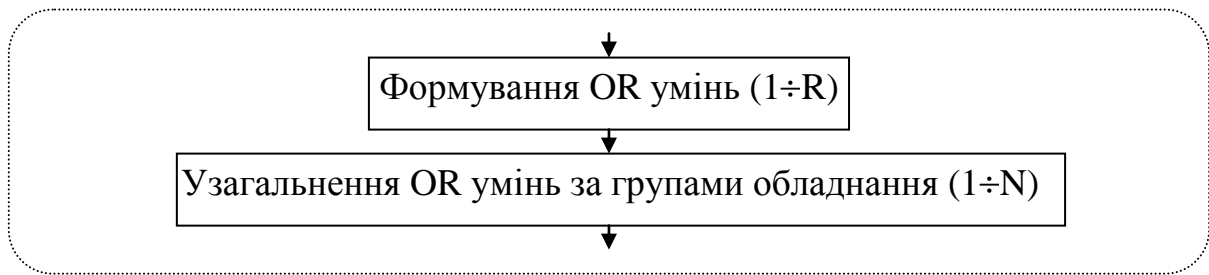 Формування OR умінь (1÷R)
Узагальнення OR умінь за групами обладнання (1÷N)